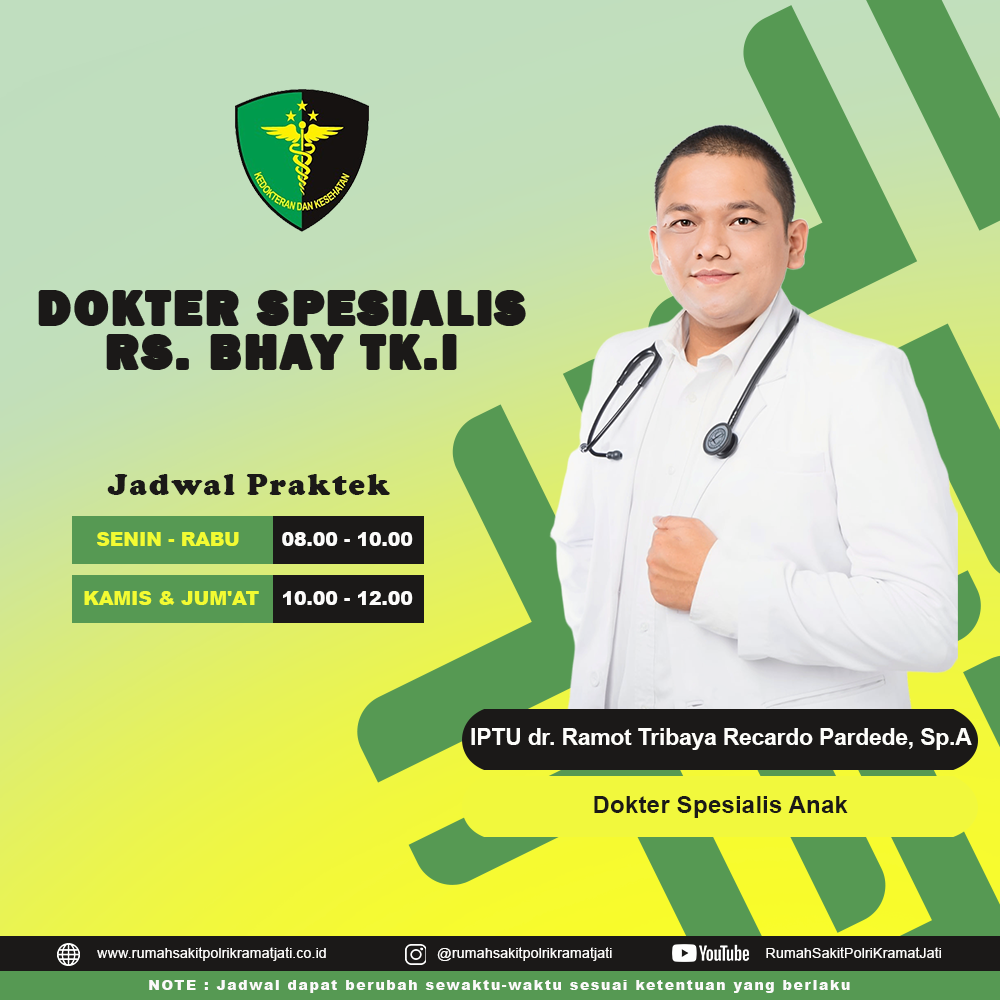 KEDOKTERAN DAN KESEHATAN
DOKTER SPESIALIS
RS. BHAY TK.I
Jadwal Praktek
SENIN - RABU 08.00 - 10.00
KAMIS & JUM'AT 10.00 - 12.00
IPTU dr. Ramot Tribaya Recardo Pardede, Sp.A
Dokter Spesialis Anak
www.rumahsakitpolrikramatjati.co.id @rumahsakitpolrikramatjati YouTube RumahSakitPolriKramatJati
NOTE : Jadwal dapat berubah sewaktu-waktu sesuai ketentuan yang berlaku